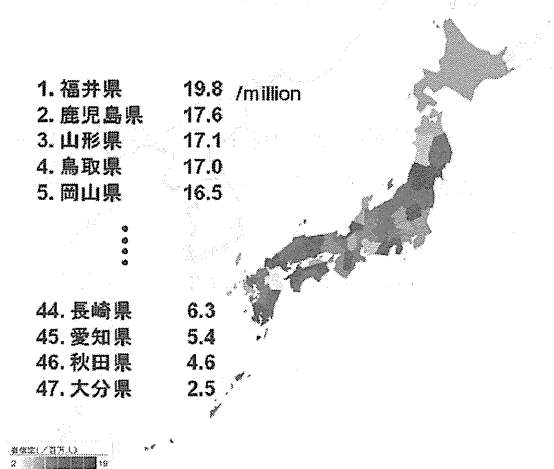 1. 福井県 19.8 /million
2. 鹿児島県 17.6
3. 山形県 17.1
4. 鳥取県 17.0
5. 岡山県 16.5
44. 長崎県 6.3
45. 愛知県 5.4
46. 秋田県 4.6
47. 大分県 2.5
2 19